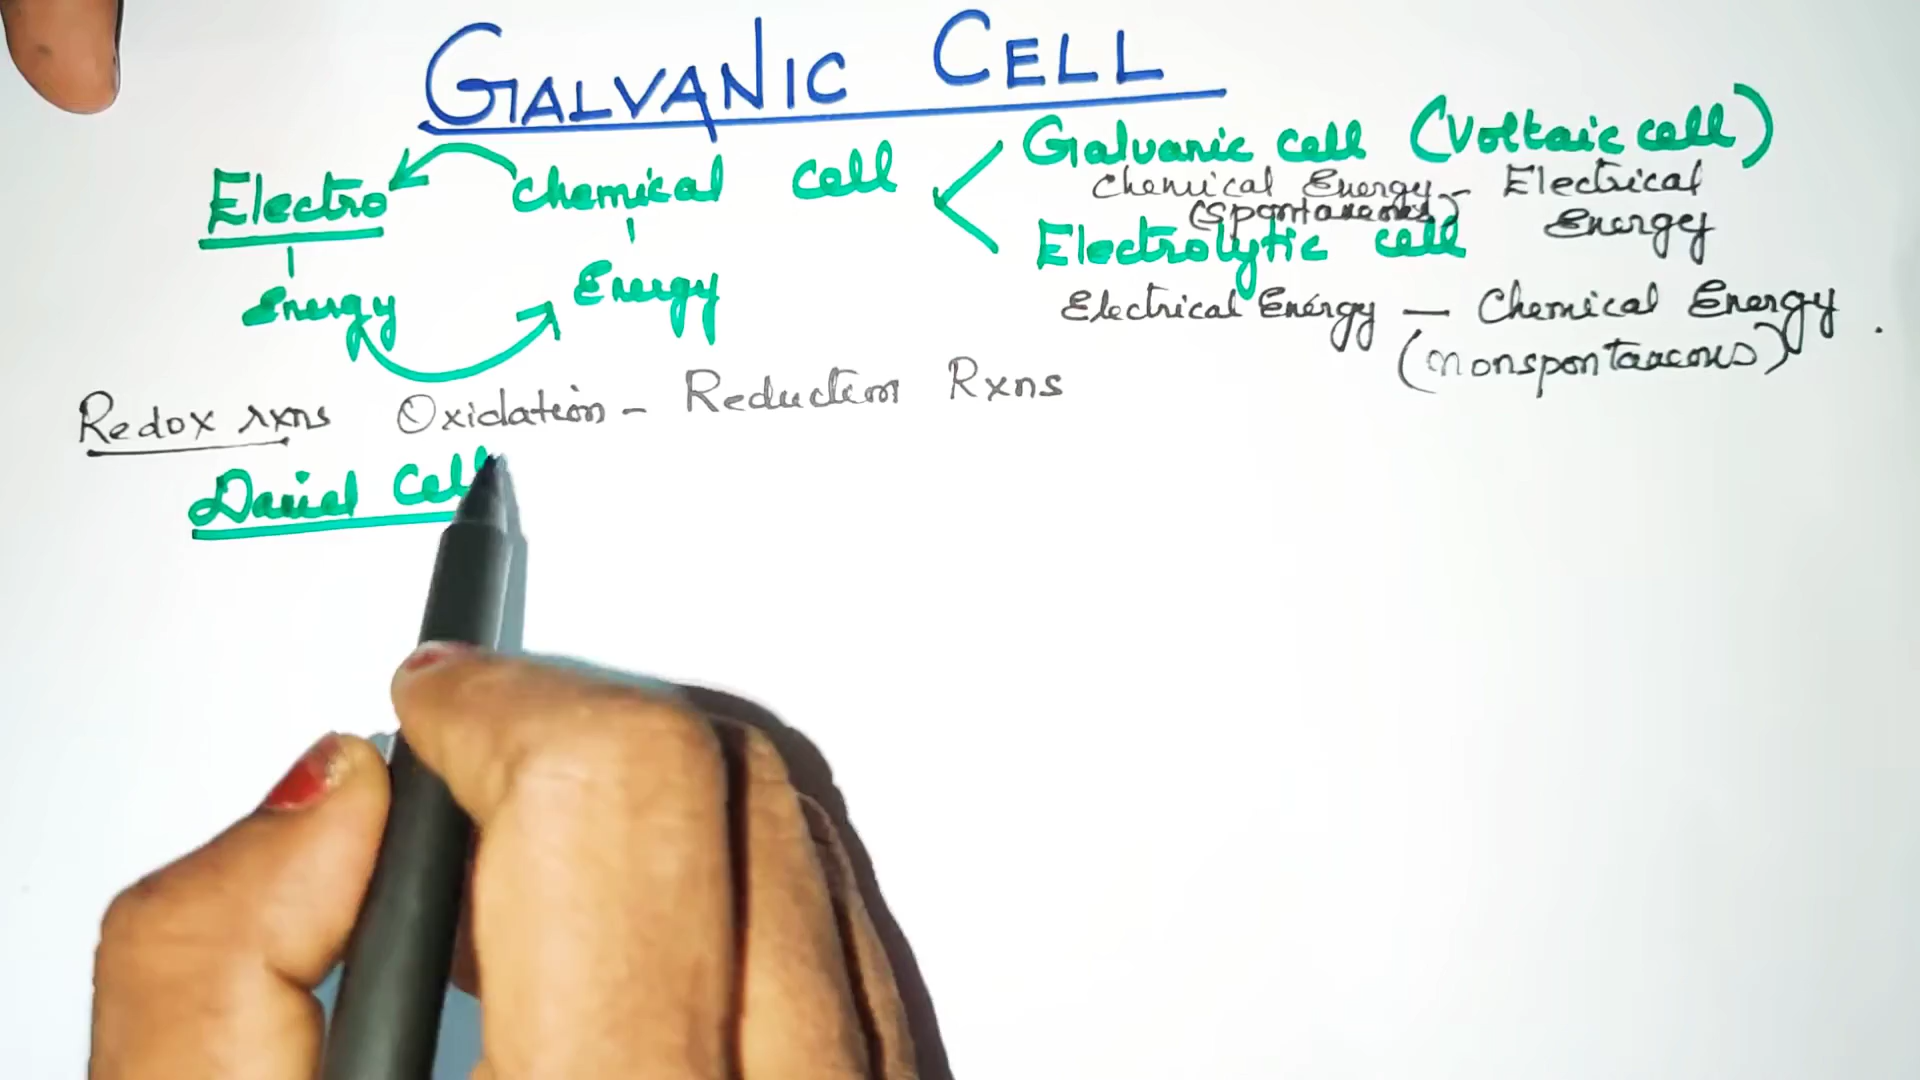 GALVANIC CELL
Electro chemical cell
Energy Energy
Galvanic cell (Voltaic cell)
Chemical Energy - Electrical Energy
(Spontaneous)
Electrolytic cell
Electrical Energy — Chemical Energy
(Nonspontaneous)
Redox rxns Oxidation - Reduction Rxns
Daniel Cell